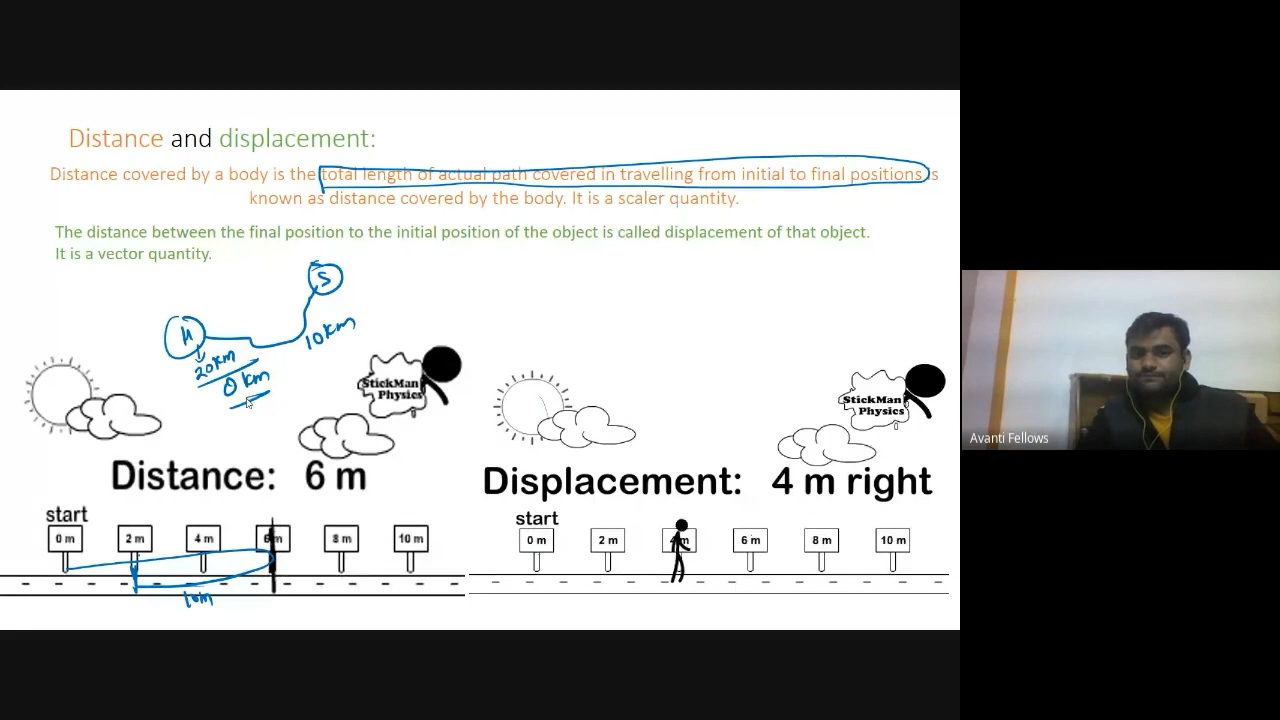 Distance and displacement:
Distance covered by a body is the total length of actual path covered in travelling from initial to final positions is
known as distance covered by the body. It is a scaler quantity.
The distance between the final position to the initial position of the object is called displacement of that object.
It is a vector quantity.
S
H
10km
20km
0 km
StickMan
Physics
Distance: 6 m
start
0 m 2 m 4 m 6 m 8 m 10 m
10m
StickMan
Physics
Displacement: 4 m right
start
0 m 2 m 4 m 6 m 8 m 10 m
Avanti Fellows